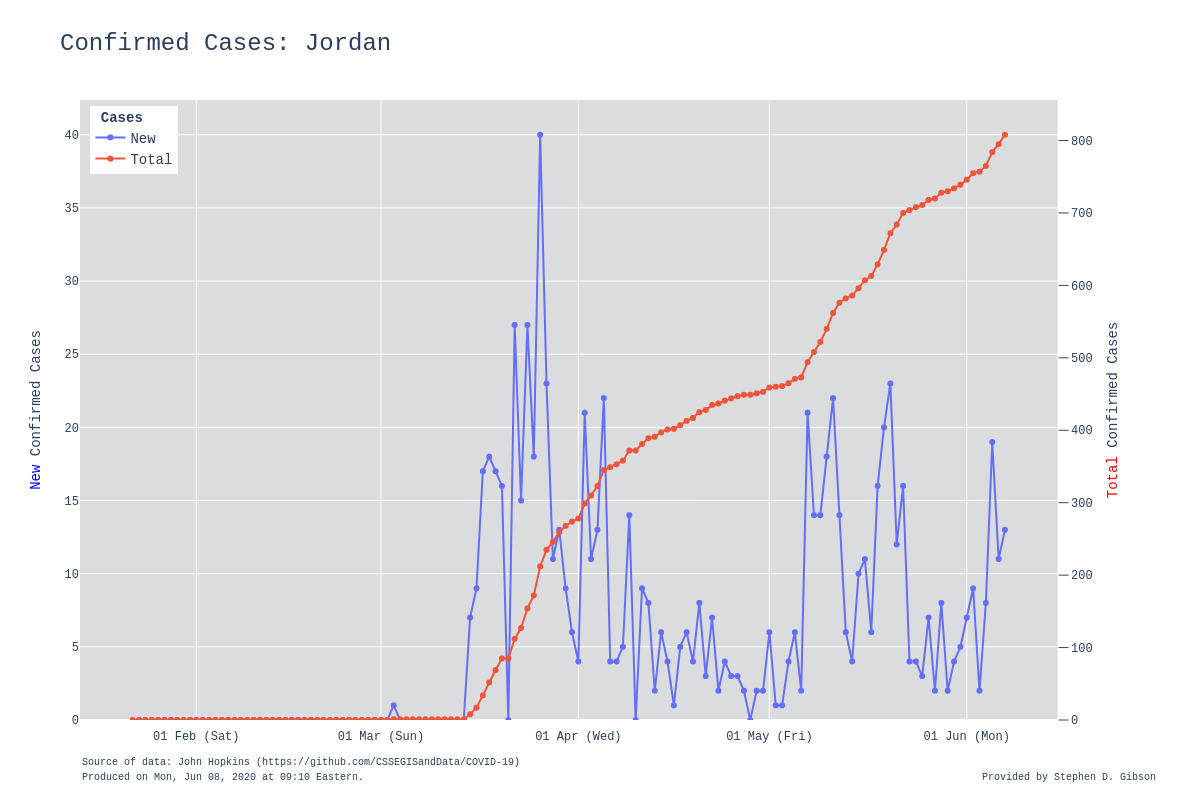 Confirmed Cases: Jordan
Cases
New
Total
40
35
30
25
20
15
10
5
0
New Confirmed Cases
800
700
600
500
400
300
200
100
0
Total Confirmed Cases
01 Feb (Sat)
01 Mar (Sun)
01 Apr (Wed)
01 May (Fri)
01 Jun (Mon)
Source of data: John Hopkins (https://github.com/CSSEGISandData/COVID-19)
Produced on Mon, Jun 08, 2020 at 09:10 Eastern.
Provided by Stephen D. Gibson